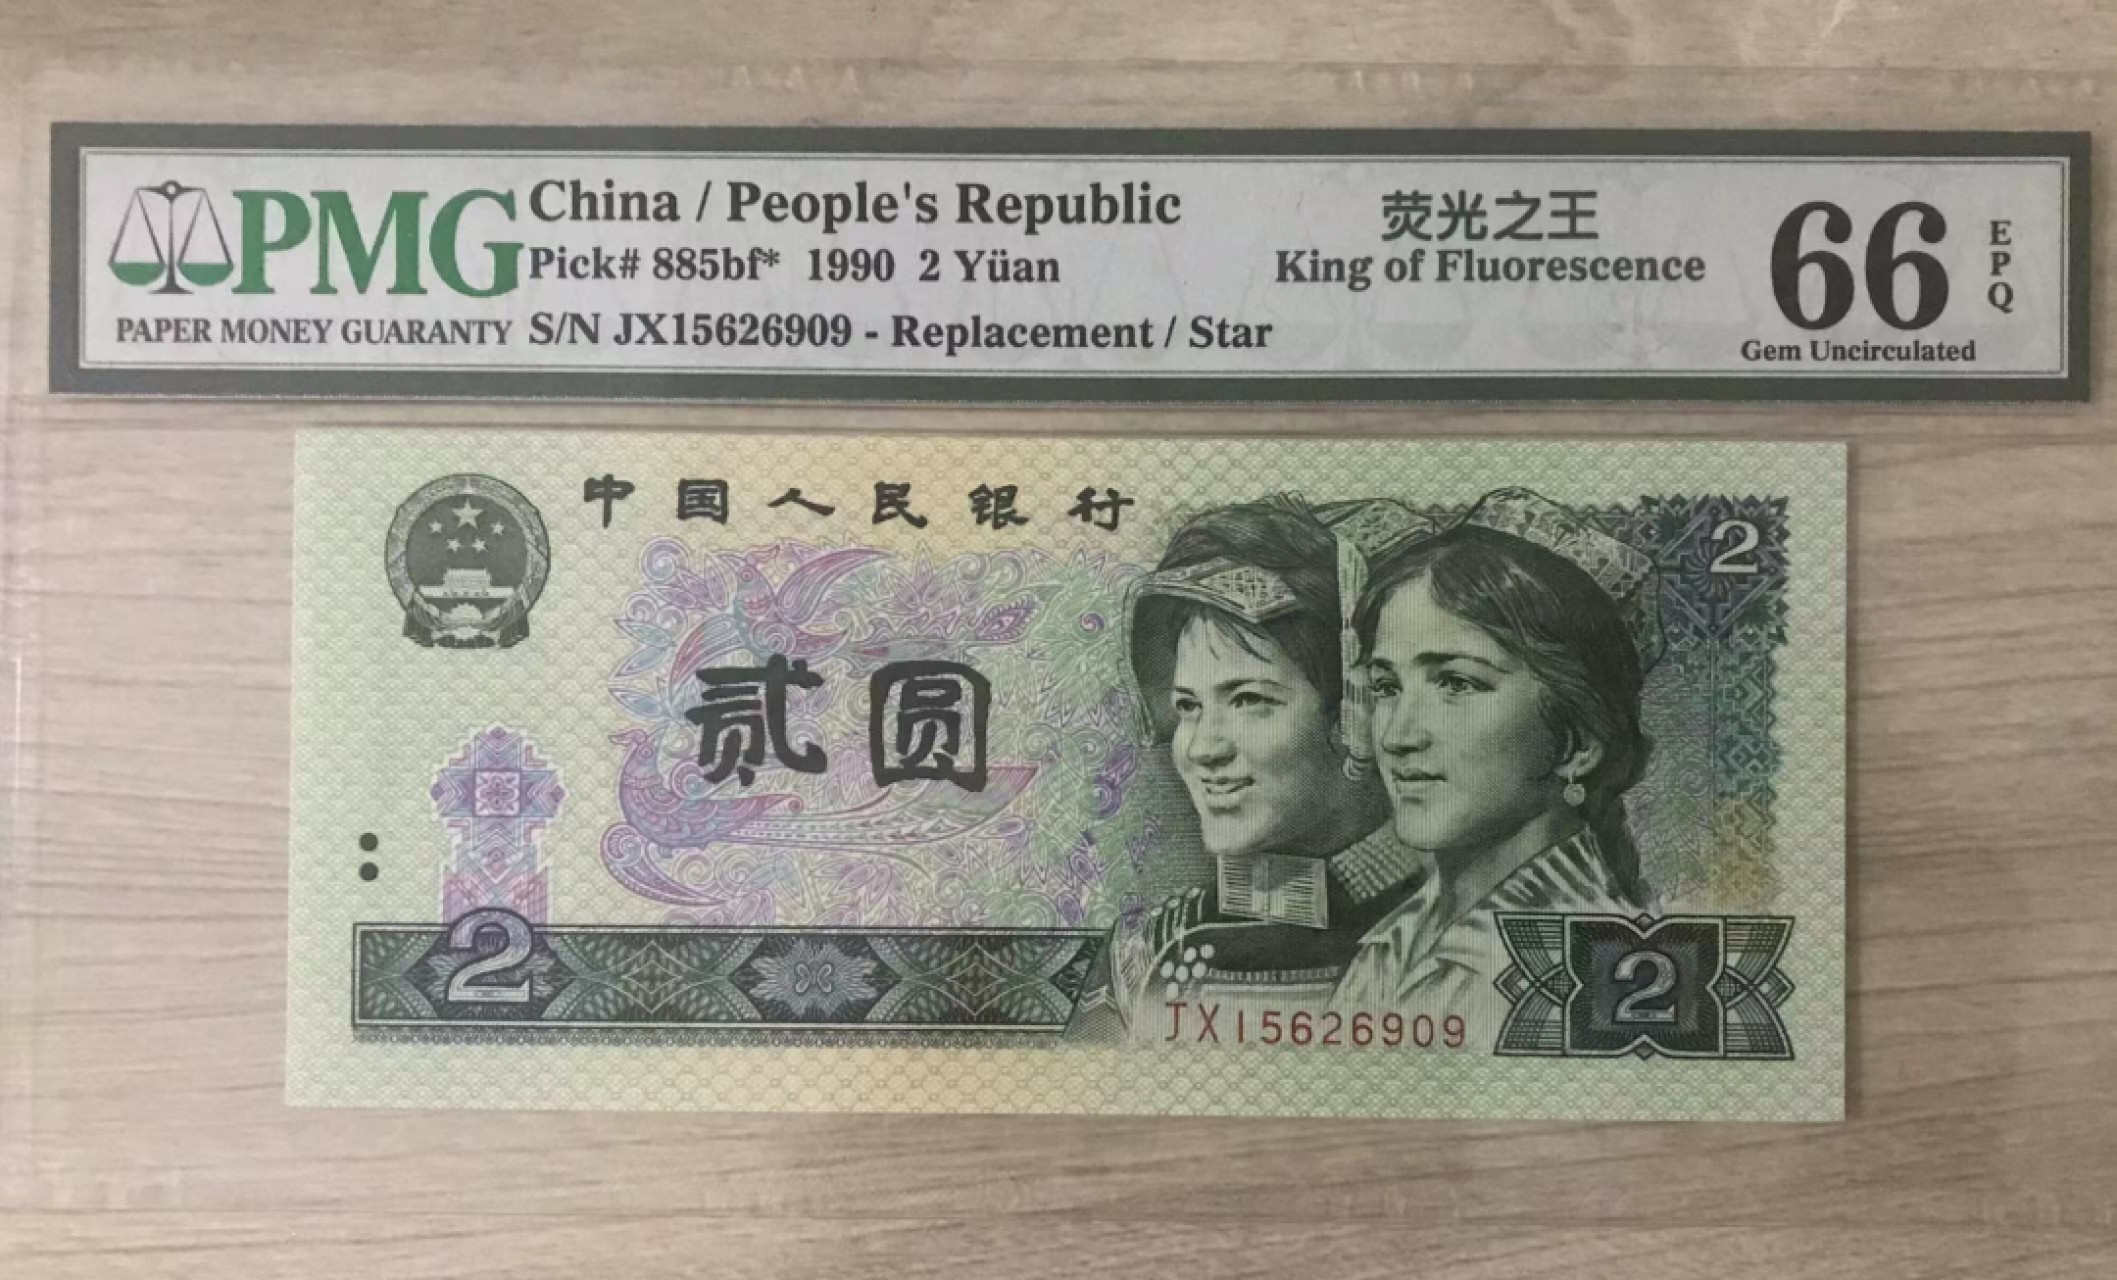 PMG
PAPER MONEY GUARANTY
China / People's Republic
Pick# 885bf* 1990 2 Yüan
S/N JX15626909 - Replacement / Star
荧光之王
King of Fluorescence
66
EPQ
Gem Uncirculated
中国人民银行
2
贰圆
2
JX15626909
2